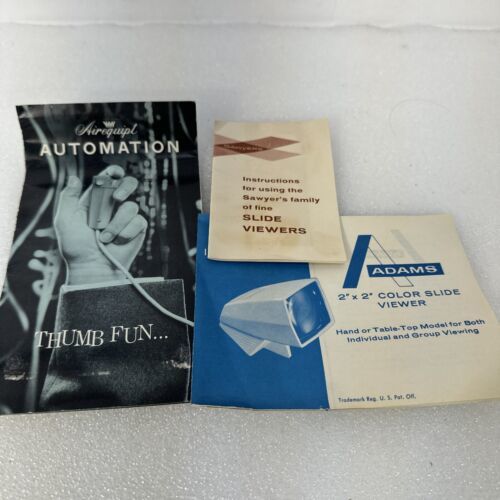 Airequipt
AUTOMATION
THUMB FUN...
Sawyer's
Instructions
for using the
Sawyer's family
of fine
SLIDE
VIEWERS
ADAMS
2" x 2" COLOR SLIDE
VIEWER
Hand or Table-Top Model for Both
Individual and Group Viewing
Trademark Reg. U. S. Pat. Off.